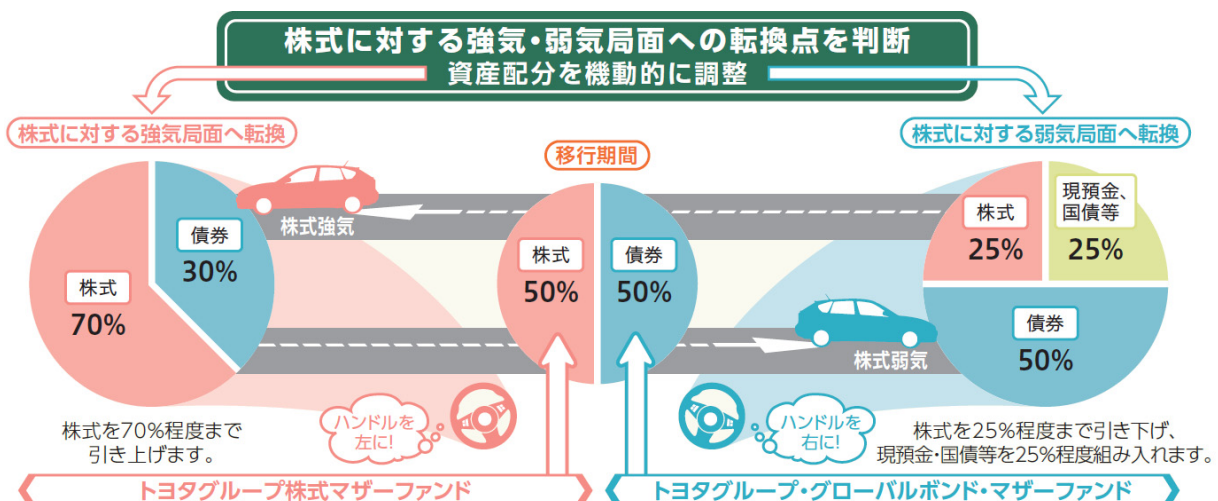 株式に対する強気・弱気局面への転換点を判断
資産配分を機動的に調整
株式に対する強気局面へ転換
移行期間
株式に対する弱気局面へ転換
株式
70%
債券
30%
株式強気
株式
50%
債券
50%
株式
25%
現預金、
国債等
25%
債券
50%
株式弱気
株式を70%程度まで
引き上げます。
ハンドルを
左に!
ハンドルを
右に!
株式を25%程度まで引き下げ、
現預金・国債等を25%程度組み入れます。
トヨタグループ株式マザーファンド
トヨタグループ・グローバルボンド・マザーファンド